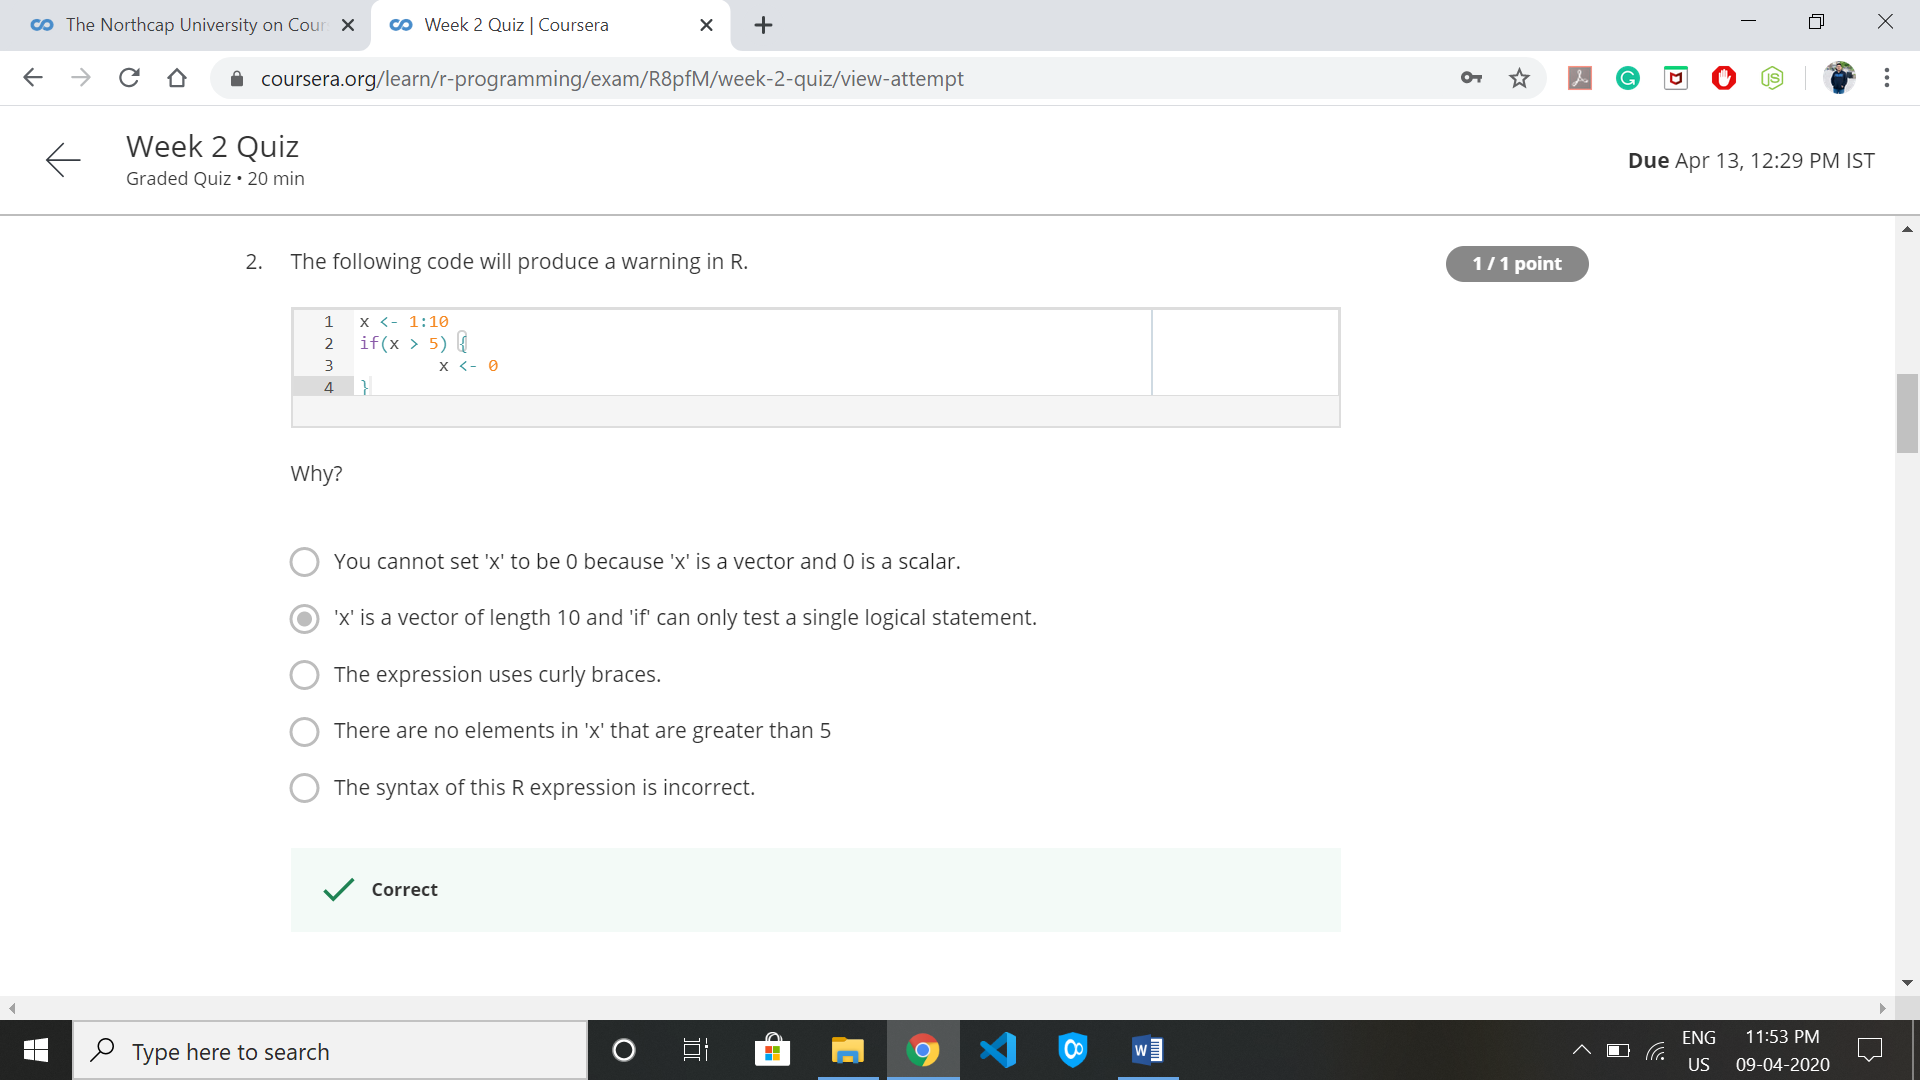 The Northcap University on Cour
Week 2 Quiz | Coursera
coursera.org/learn/r-programming/exam/R8pfM/week-2-quiz/view-attempt
Week 2 Quiz
Graded Quiz • 20 min
Due Apr 13, 12:29 PM IST
2. The following code will produce a warning in R.
1 / 1 point
1 x <- 1:10
2 if(x > 5) {
3 x <- 0
4 }
Why?
You cannot set 'x' to be 0 because 'x' is a vector and 0 is a scalar.
'x' is a vector of length 10 and 'if' can only test a single logical statement.
The expression uses curly braces.
There are no elements in 'x' that are greater than 5
The syntax of this R expression is incorrect.
Correct
Type here to search
ENG
US
11:53 PM
09-04-2020